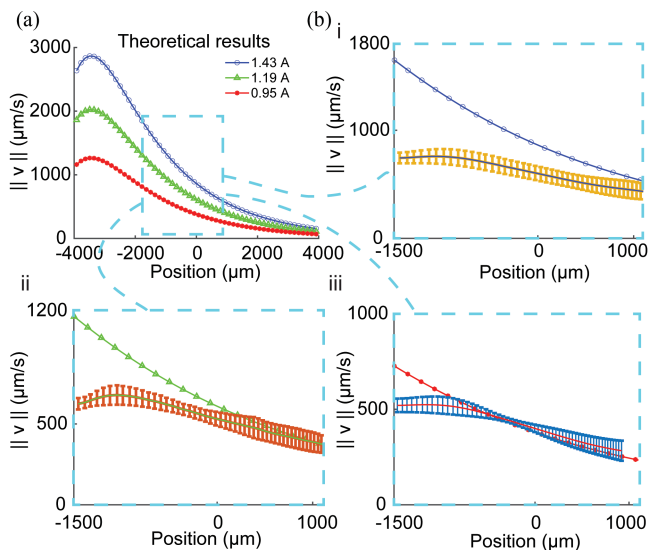 (a)
Theoretical results
1.43 A
1.19 A
0.95 A
|| v || (μm/s)
3000
2000
1000
0
-4000
-2000
0
2000
4000
Position (μm)
(b)
i
|| v || (μm/s)
1800
1000
0
-1500
0
1000
Position (μm)
ii
|| v || (μm/s)
1200
500
0
-1500
0
1000
Position (μm)
iii
|| v || (μm/s)
1000
500
0
-1500
0
1000
Position (μm)